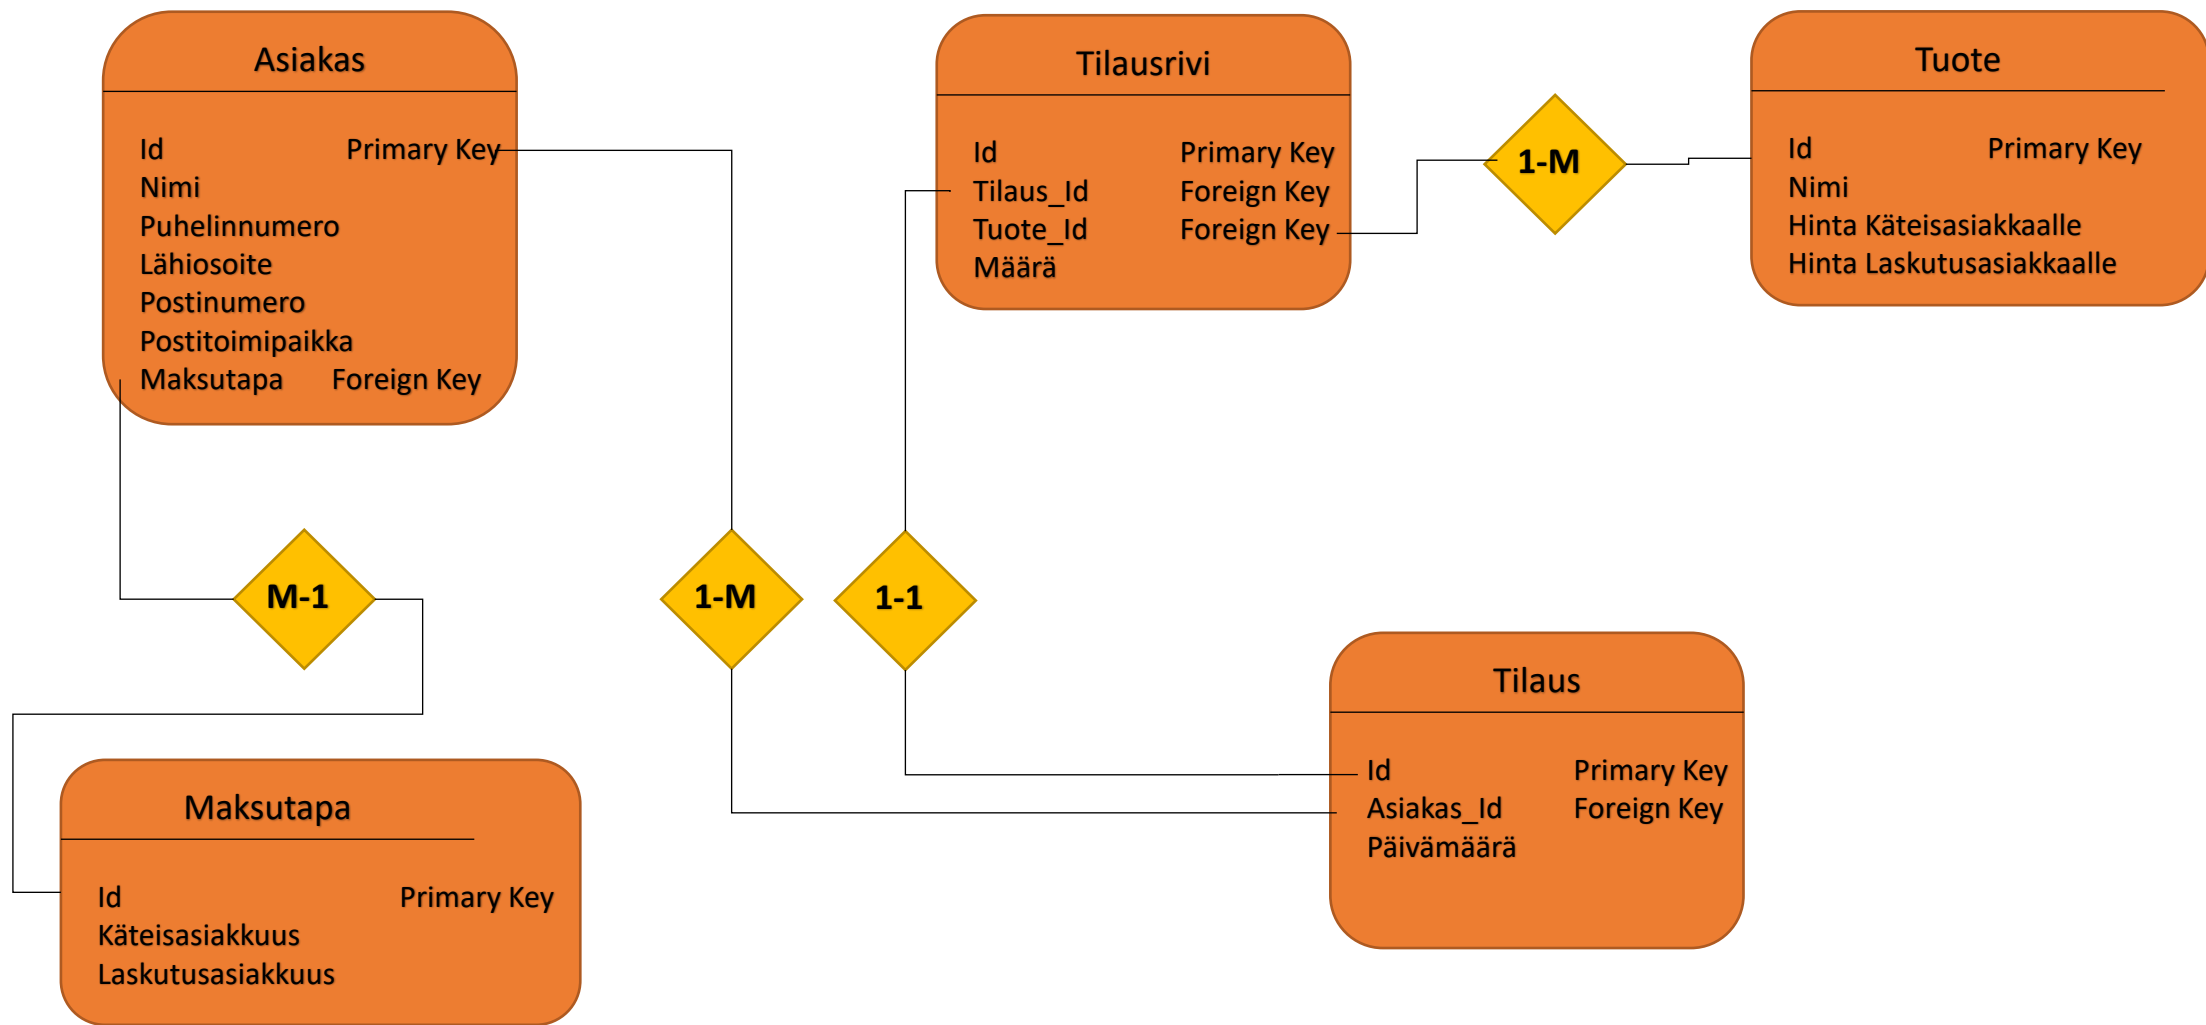 Asiakas
Id Primary Key
Nimi
Puhelinnumero
Lähiosoite
Postinumero
Postitoimipaikka
Maksutapa Foreign Key
Tilausrivi
Id Primary Key
Tilaus_Id Foreign Key
Tuote_Id Foreign Key
Määrä
1-M
Tuote
Id Primary Key
Nimi
Hinta Käteisasiakkaalle
Hinta Laskutusasiakkaalle
M-1
1-M
1-1
Maksutapa
Id Primary Key
Käteisasiakkuus
Laskutusasiakkuus
Tilaus
Id Primary Key
Asiakas_Id Foreign Key
Päivämäärä